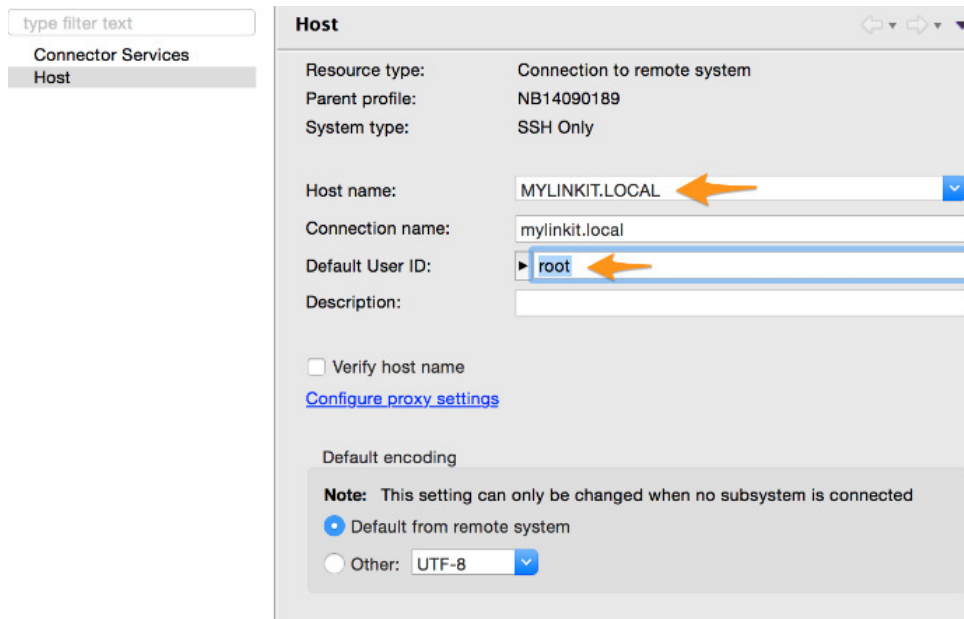 type filter text
Connector Services
Host
Host
Resource type: Connection to remote system
Parent profile: NB14090189
System type: SSH Only
Host name: MYLINKIT.LOCAL
Connection name: mylinkit.local
Default User ID: root
Description:
Verify host name
Configure proxy settings
Default encoding
Note: This setting can only be changed when no subsystem is connected
Default from remote system
Other: UTF-8